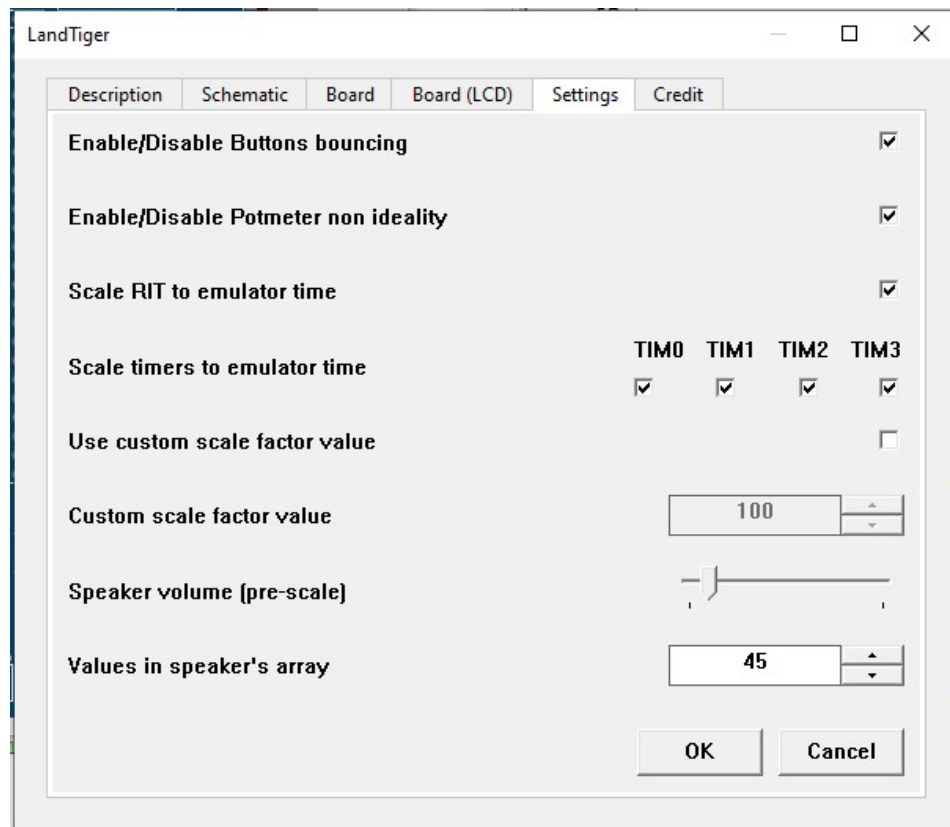 LandTiger
Description Schematic Board Board (LCD) Settings Credit
Enable/Disable Buttons bouncing
Enable/Disable Potmeter non ideality
Scale RIT to emulator time
TIM0 TIM1 TIM2 TIM3
Scale timers to emulator time
Use custom scale factor value
Custom scale factor value 100
Speaker volume (pre-scale)
Values in speaker's array 45
OK Cancel